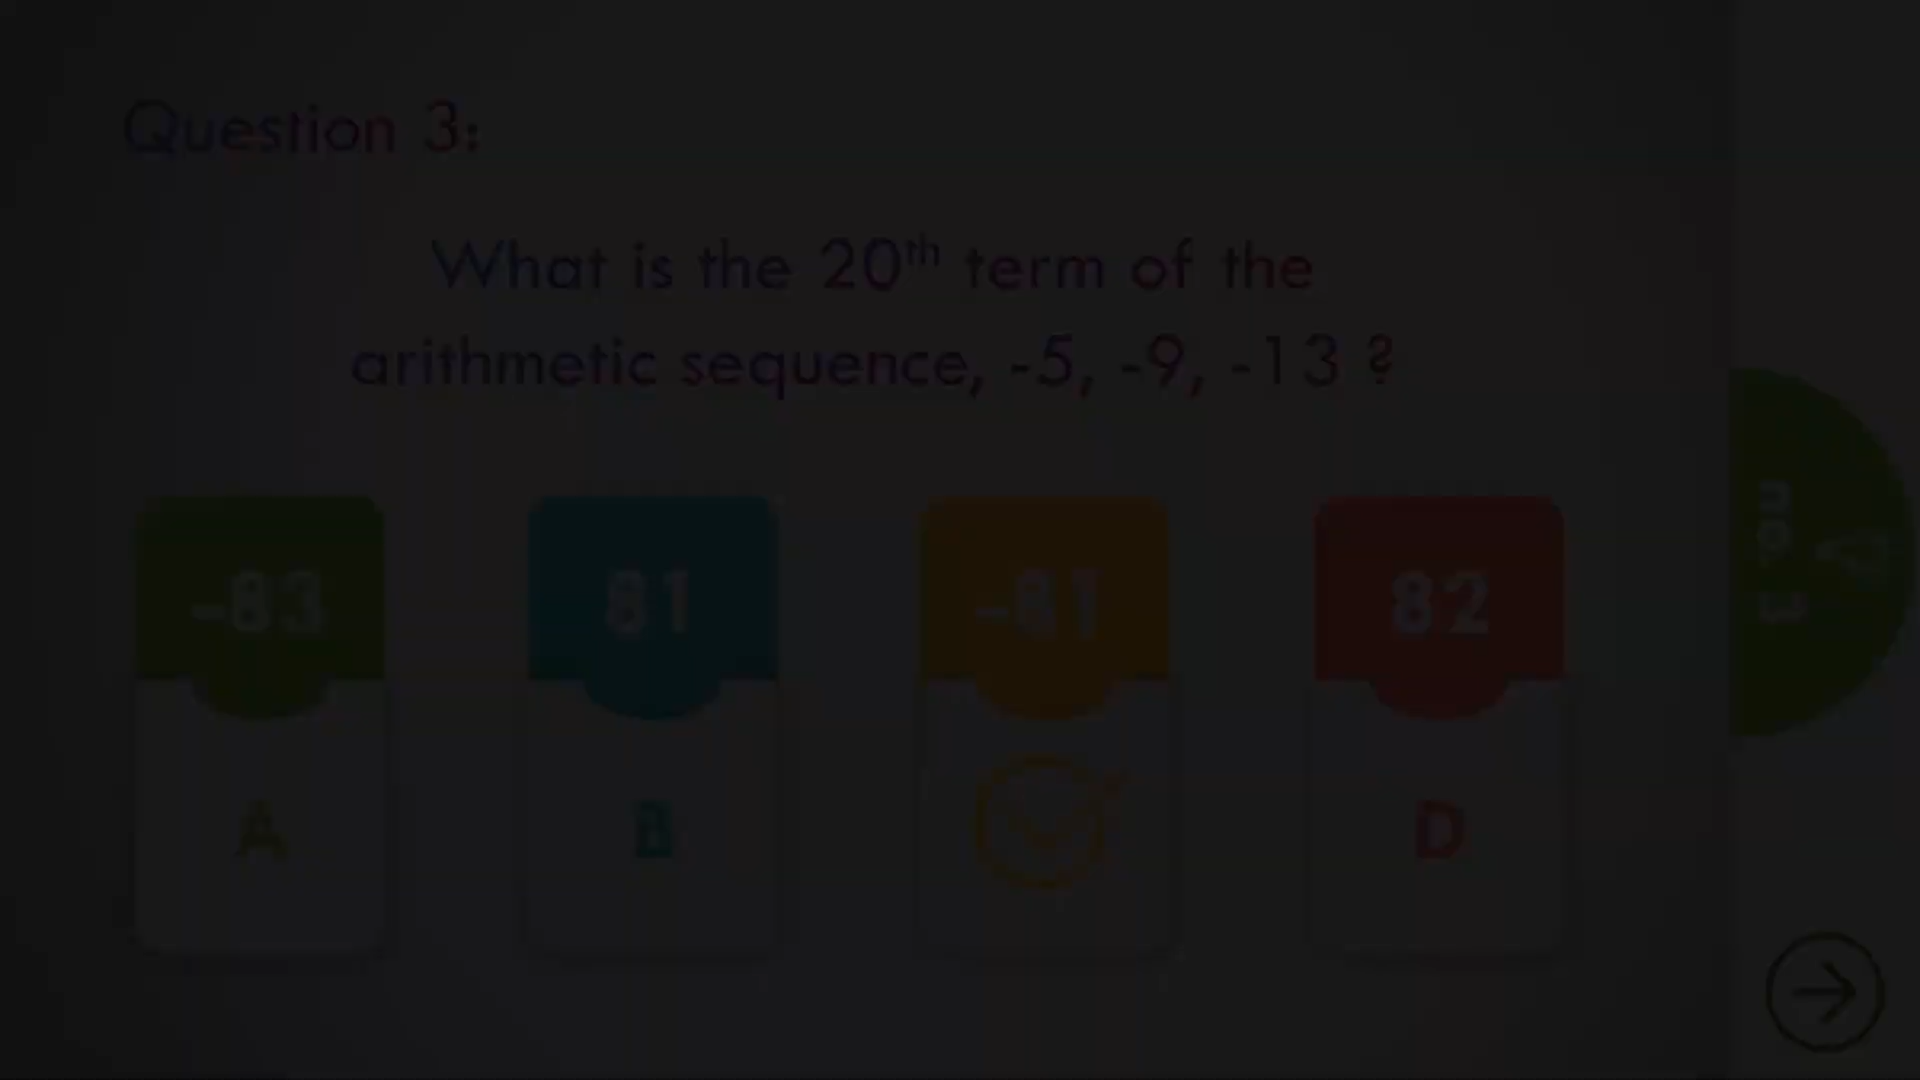 Question 3:
What is the 20th term of the
arithmetic sequence, -5, -9, -13 ?
-83
81
-81
82
A
B
D